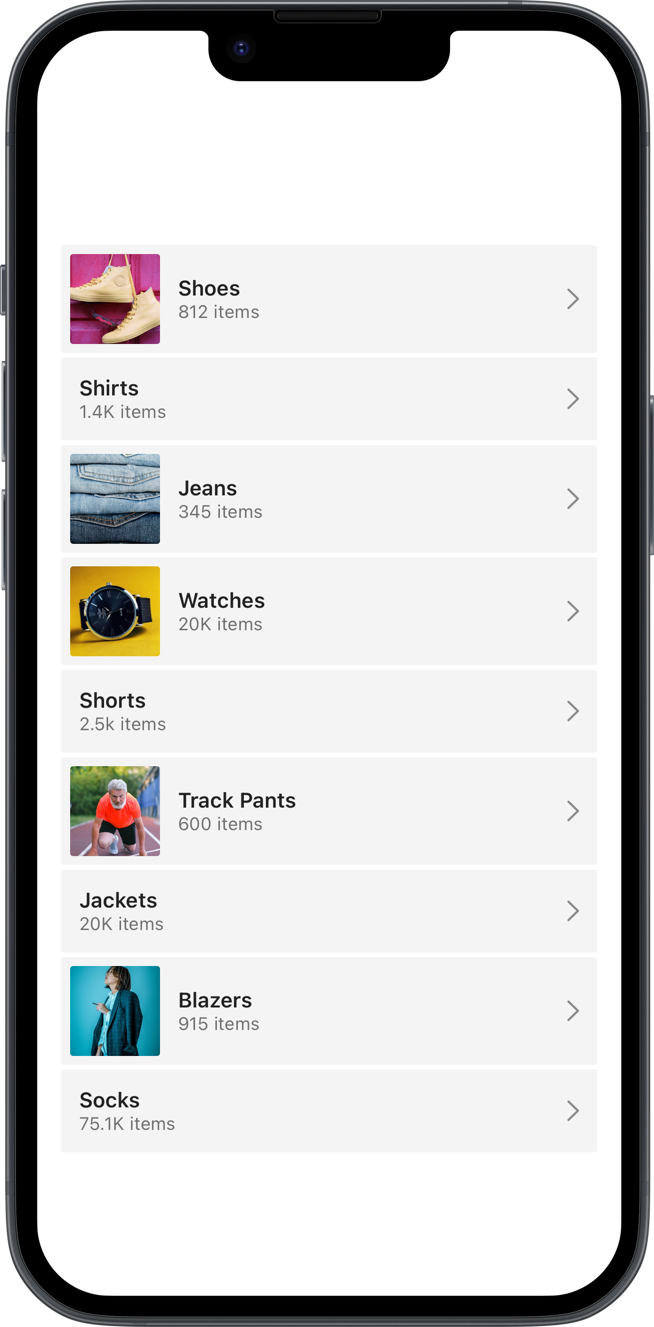 Shoes
812 items
Shirts
1.4K items
Jeans
345 items
Watches
20K items
Shorts
2.5k items
Track Pants
600 items
Jackets
20K items
Blazers
915 items
Socks
75.1K items